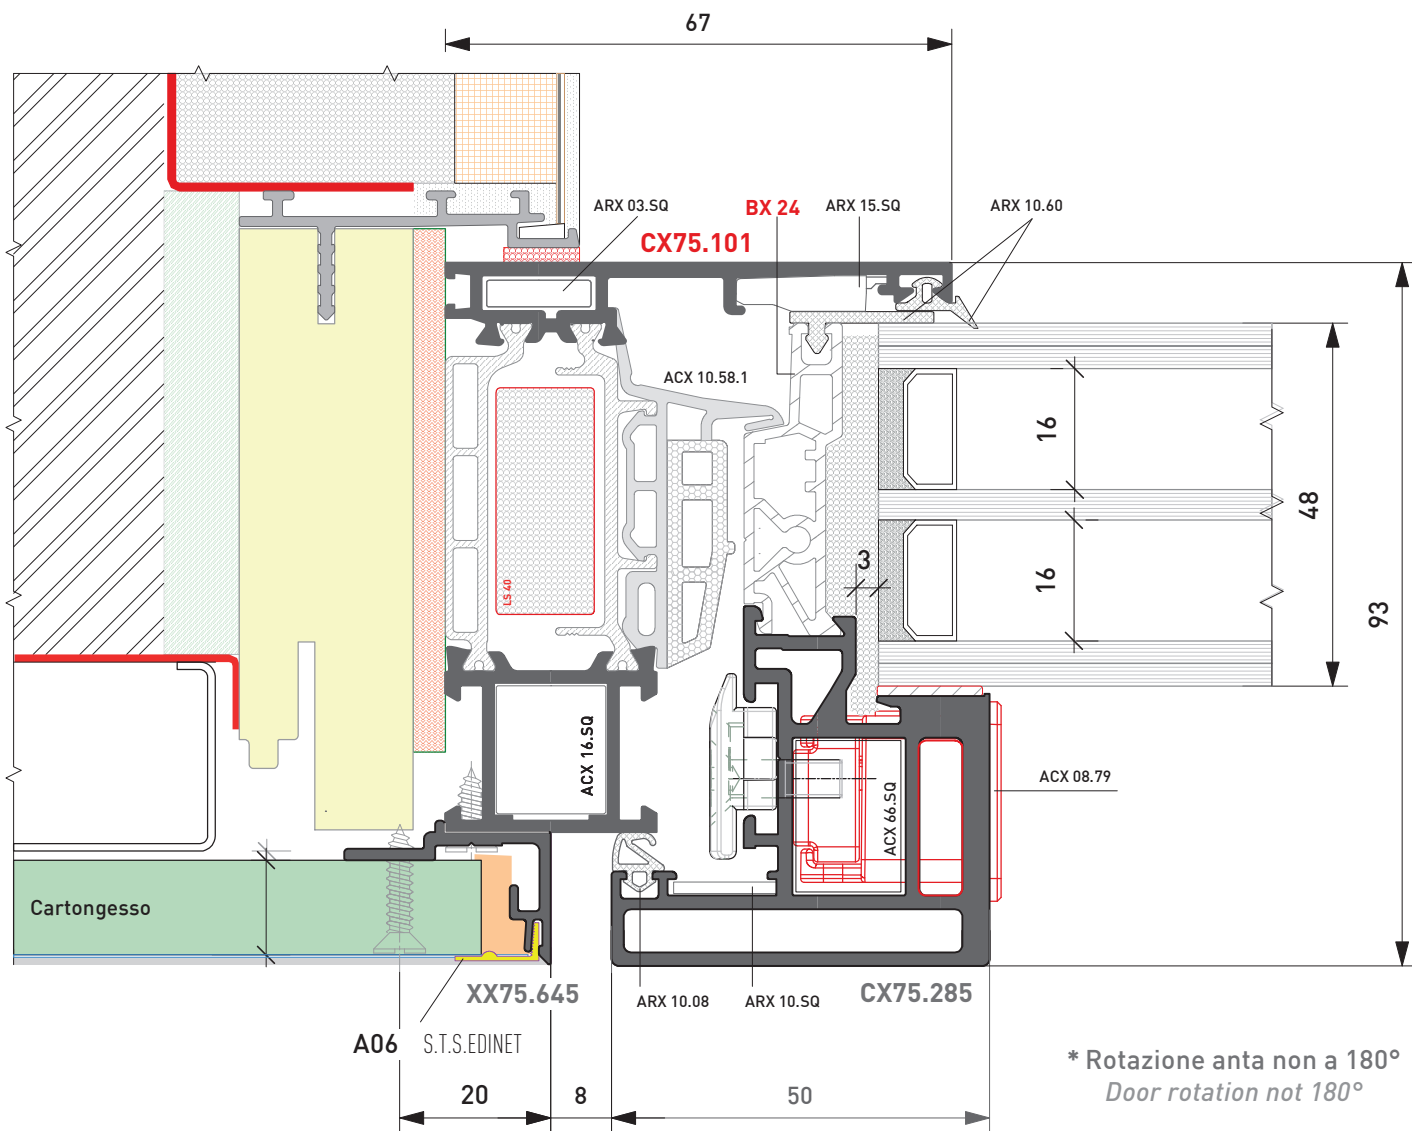 67
ARX 03.SQ
BX 24
ARX 15.SQ
ARX 10.60
CX75.101
ACX 10.58.1
16
48
LS 40
3
16
93
ACX 16.SQ
ACX 08.79
ACX 66.SQ
Cartongesso
XX75.645
ARX 10.08
ARX 10.SQ
CX75.285
A06 S.T.S.EDINET
* Rotazione anta non a 180°
Door rotation not 180°
20
8
50